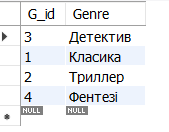 G_id Genre
3 Детектив
1 Класика
2 Триллер
4 Фентезі
NULL NULL